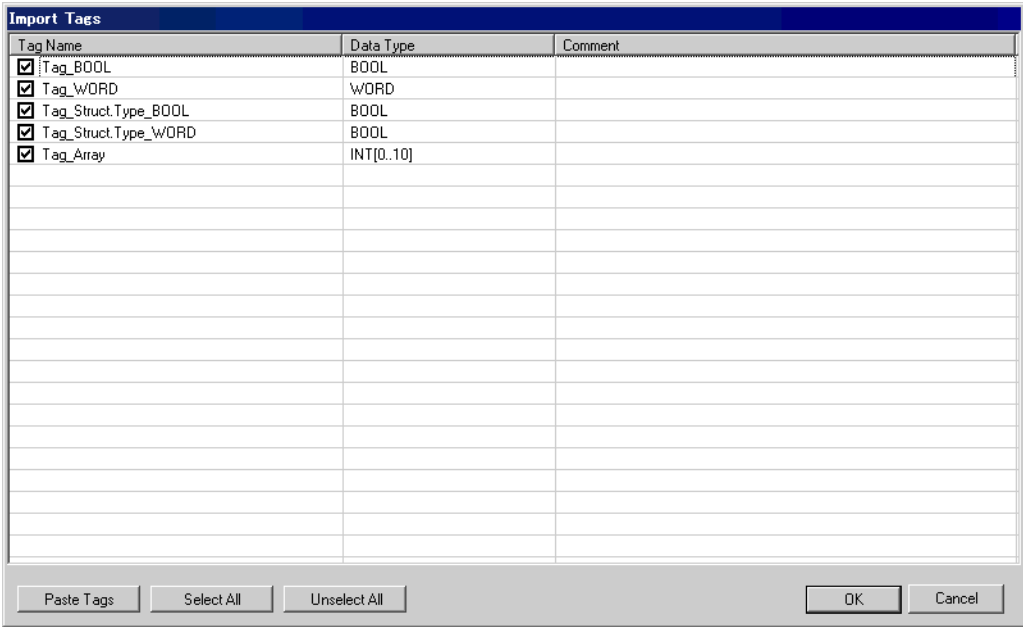 Import Tags
Tag Name Data Type Comment
Tag_BOOL BOOL
Tag_WORD WORD
Tag_Struct.Type_BOOL BOOL
Tag_Struct.Type_WORD BOOL
Tag_Array INT[0..10]
Paste Tags Select All Unselect All OK Cancel